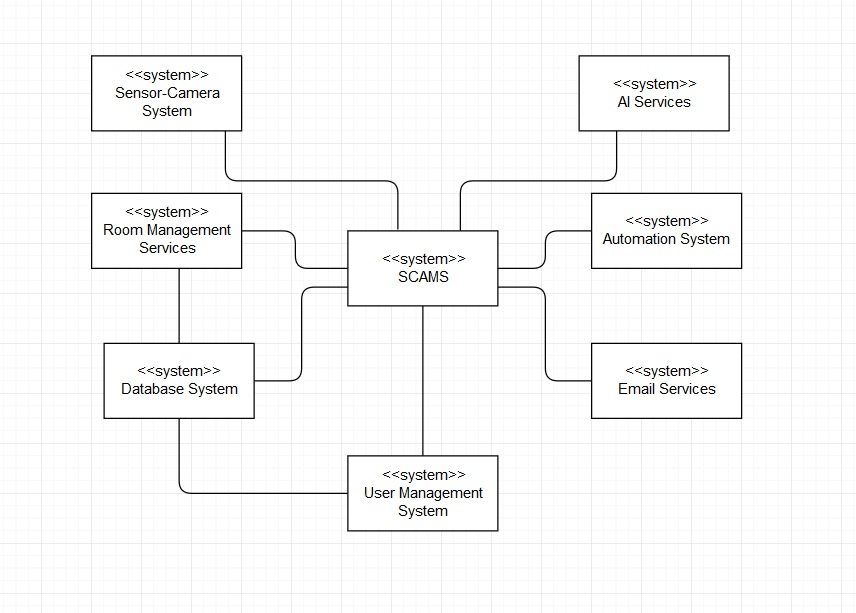 <<system>>
Sensor-Camera
System
<<system>>
AI Services
<<system>>
Room Management
Services
<<system>>
Automation System
<<system>>
SCAMS
<<system>>
Database System
<<system>>
Email Services
<<system>>
User Management
System